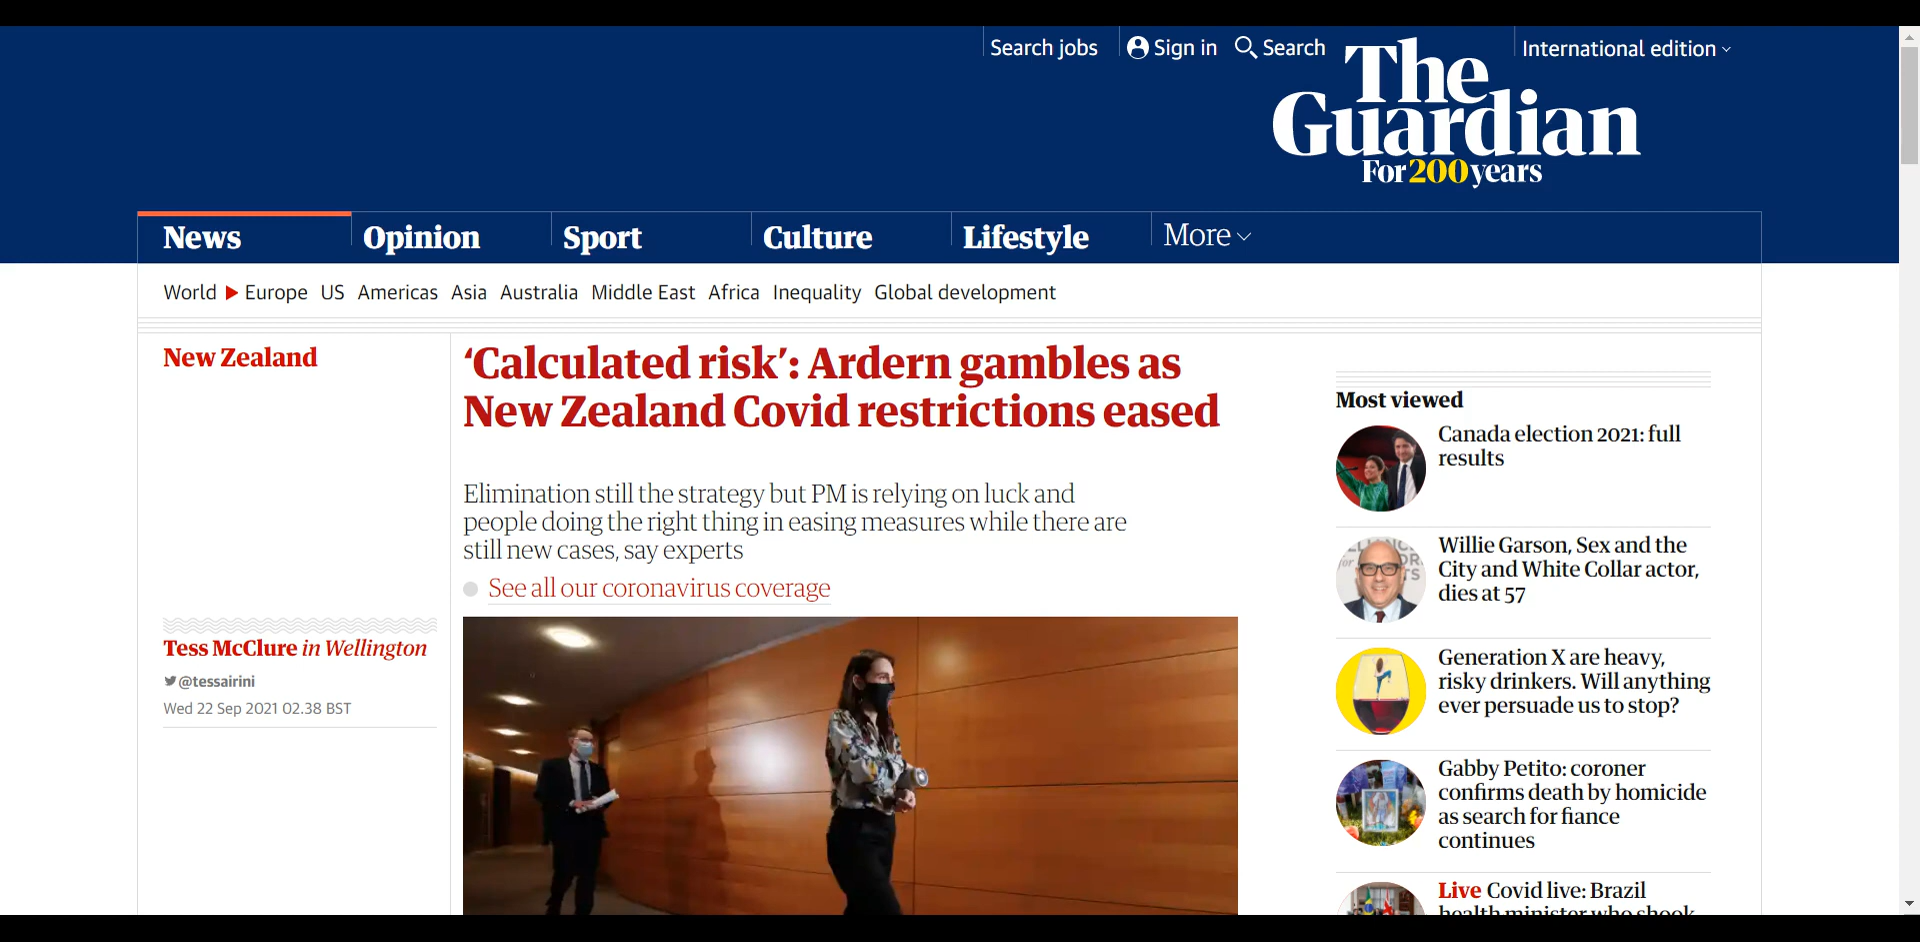 Search jobs
Sign in
Search
International edition
The
Guardian
For 200 years
News
Opinion
Sport
Culture
Lifestyle
More
World
Europe
US
Americas
Asia
Australia
Middle East
Africa
Inequality
Global development
New Zealand
‘Calculated risk’: Ardern gambles as
New Zealand Covid restrictions eased
Elimination still the strategy but PM is relying on luck and
people doing the right thing in easing measures while there are
still new cases, say experts
See all our coronavirus coverage
Tess McClure in Wellington
@tessairini
Wed 22 Sep 2021 02.38 BST
Most viewed
Canada election 2021: full
results
Willie Garson, Sex and the
City and White Collar actor,
dies at 57
Generation X are heavy,
risky drinkers. Will anything
ever persuade us to stop?
Gabby Petito: coroner
confirms death by homicide
as search for fiance
continues
Live Covid live: Brazil
health minister who shook